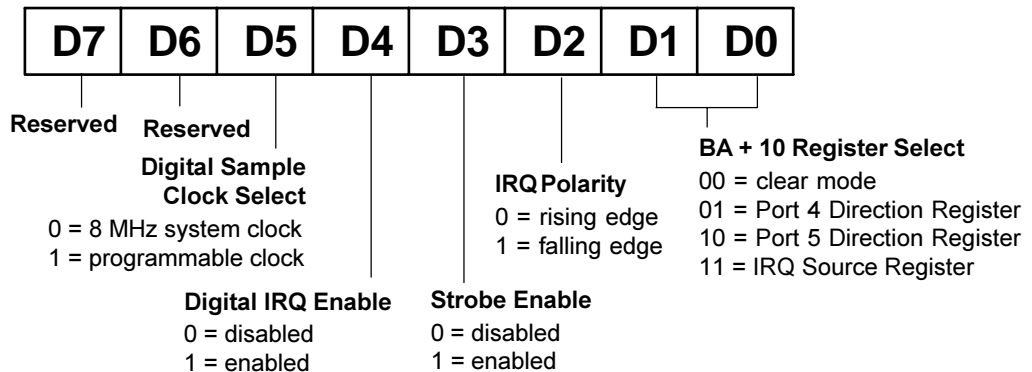 D7 D6 D5 D4 D3 D2 D1 D0
Reserved
Reserved
Digital Sample
Clock Select
0 = 8 MHz system clock
1 = programmable clock
Digital IRQ Enable
0 = disabled
1 = enabled
Strobe Enable
0 = disabled
1 = enabled
IRQ Polarity
0 = rising edge
1 = falling edge
BA + 10 Register Select
00 = clear mode
01 = Port 4 Direction Register
10 = Port 5 Direction Register
11 = IRQ Source Register